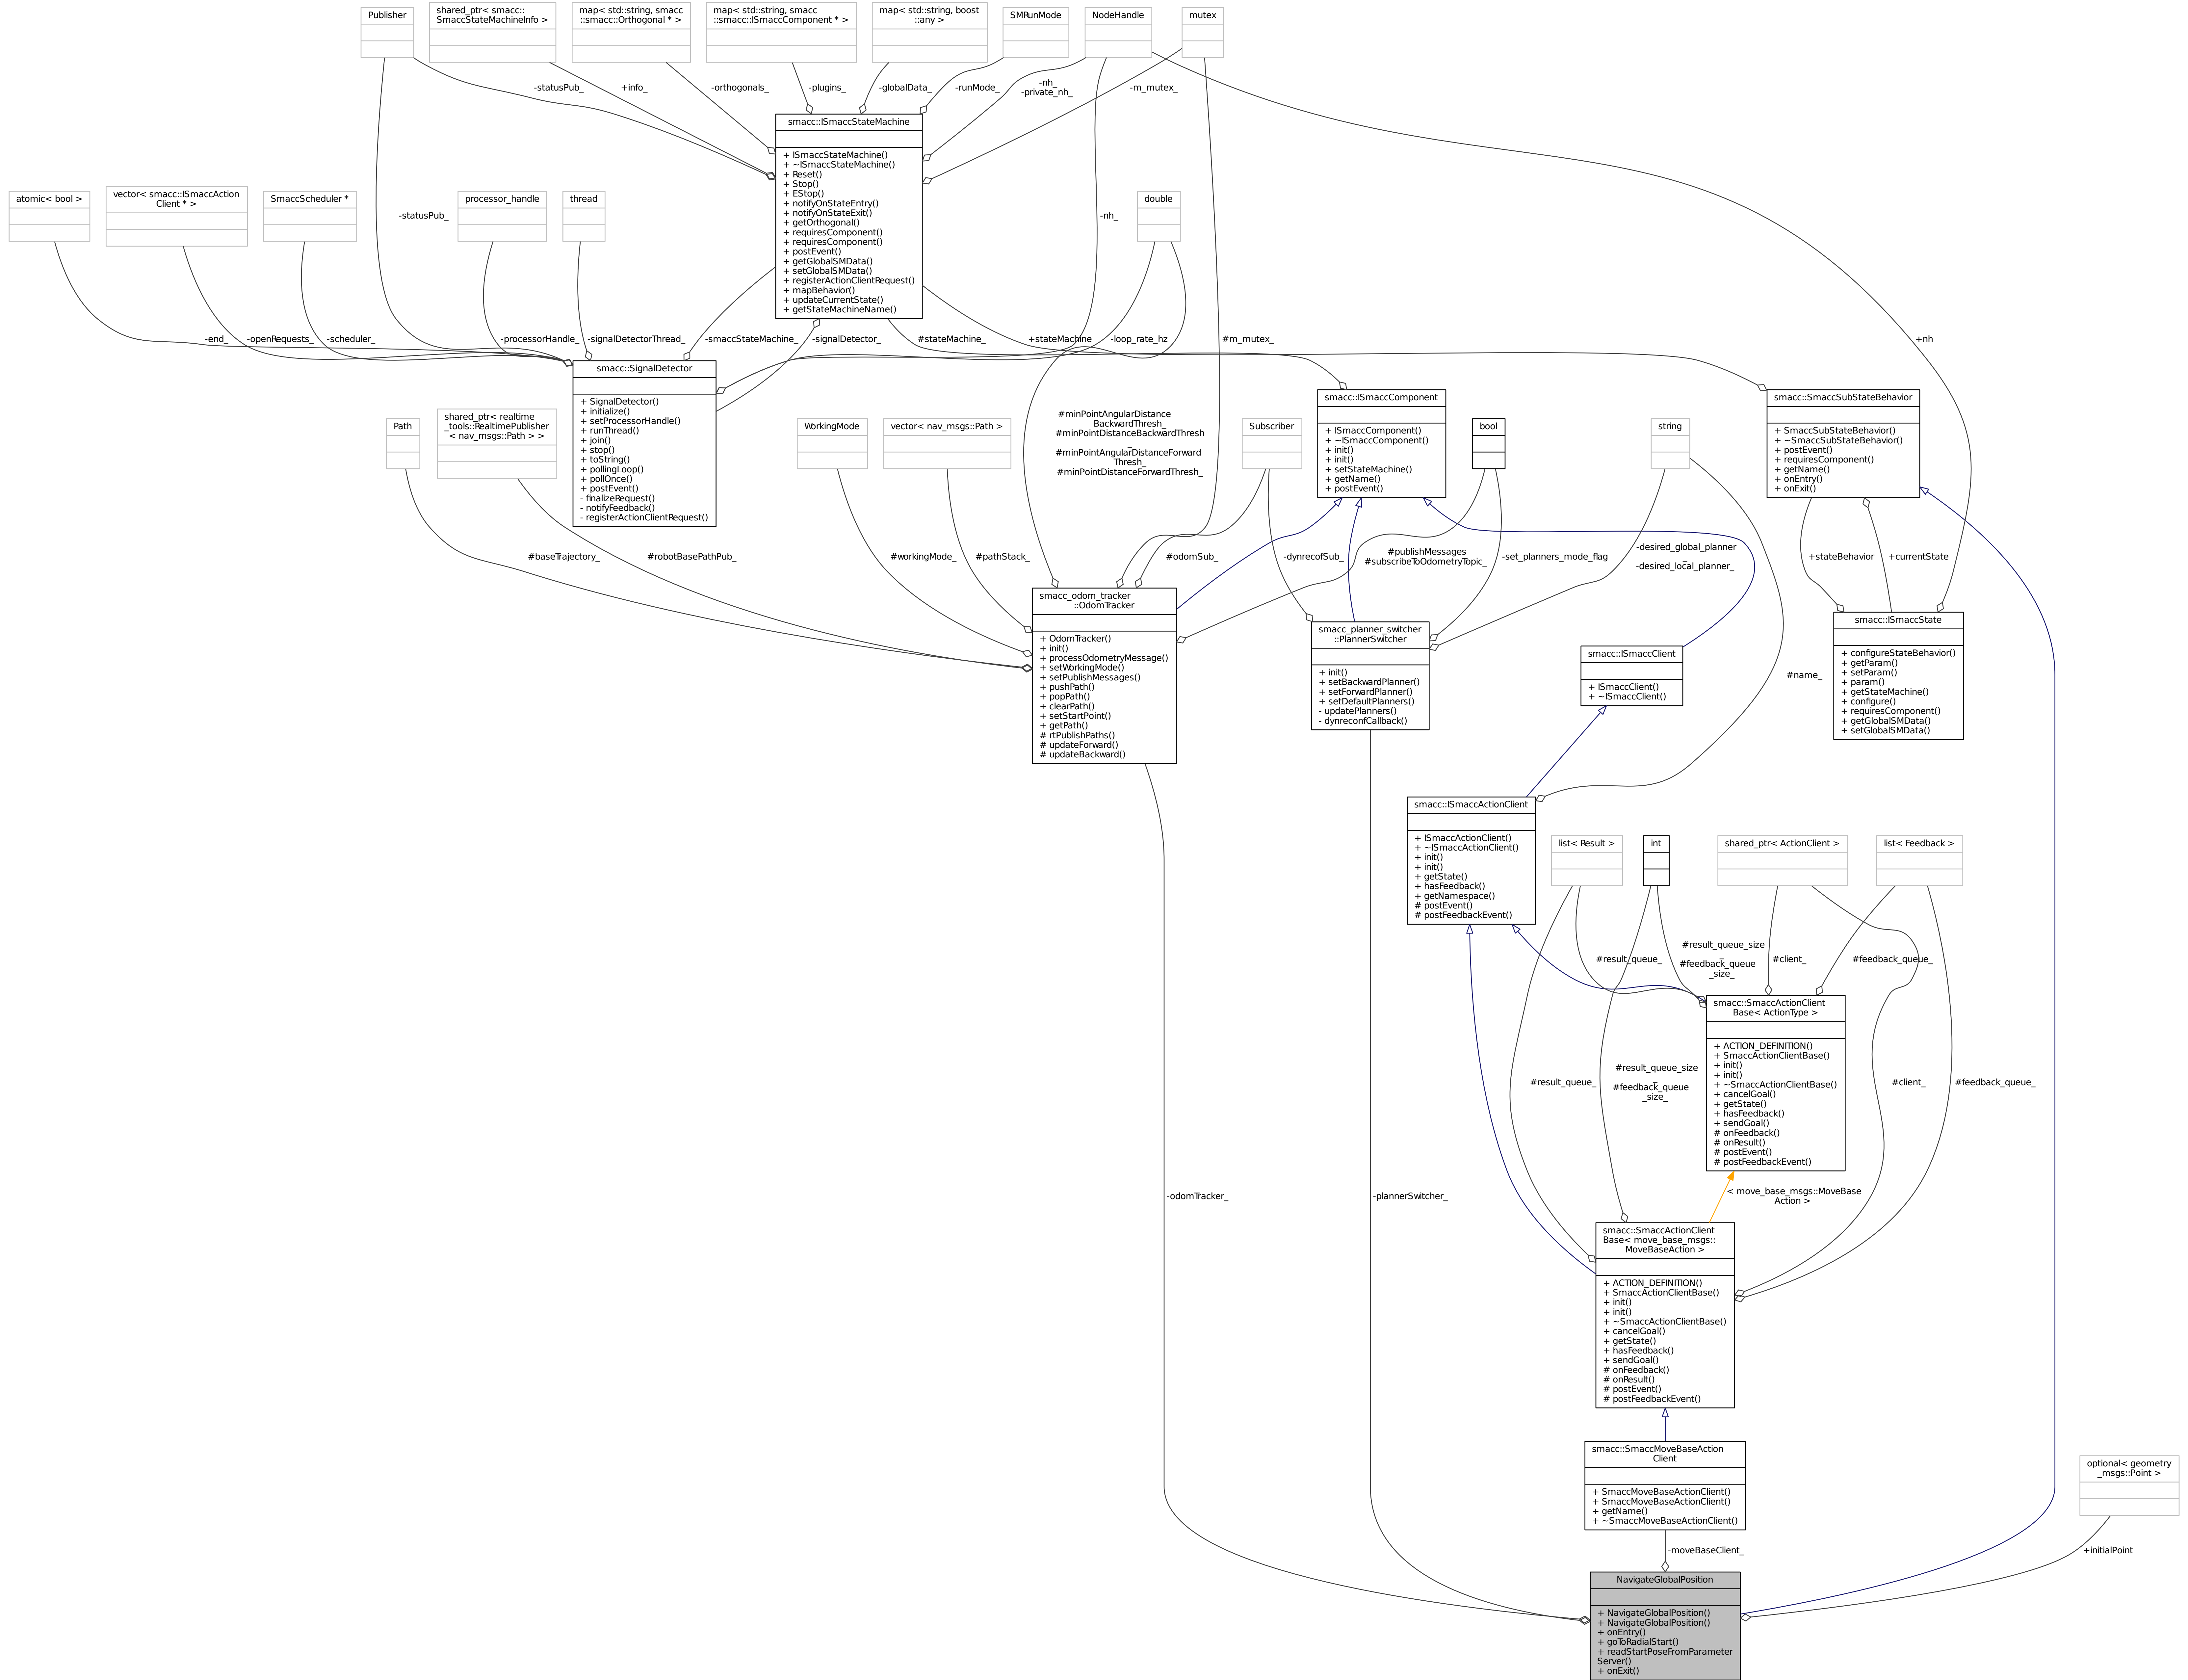 Publisher
shared_ptr< smacc::
SmaccStateMachineInfo >
map< std::string, smacc
::smacc::Orthogonal * >
map< std::string, smacc
::smacc::ISmaccComponent * >
map< std::string, boost
::any >
SMRunMode
NodeHandle
mutex
-statusPub_
+info_
-orthogonals_
-plugins_
-globalData_
-runMode_
-nh_
-private_nh_
-m_mutex_
smacc::ISmaccStateMachine
+ ISmaccStateMachine()
+ ~ISmaccStateMachine()
+ Reset()
+ Stop()
+ EStop()
+ notifyOnStateEntry()
+ notifyOnStateExit()
+ getOrthogonal()
+ requiresComponent()
+ requiresComponent()
+ postEvent()
+ getGlobalSMData()
+ setGlobalSMData()
+ registerActionClientRequest()
+ mapBehavior()
+ updateCurrentState()
+ getStateMachineName()
atomic< bool >
vector< smacc::ISmaccAction
Client * >
SmaccScheduler *
processor_handle
thread
double
-statusPub_
-nh_
-end_
-openRequests_
-scheduler_
-processorHandle_
-signalDetectorThread_
-smaccStateMachine_
-signalDetector_
#stateMachine_
+stateMachine
-loop_rate_hz
#m_mutex_
+nh
smacc::SignalDetector
+ SignalDetector()
+ initialize()
+ setProcessorHandle()
+ runThread()
+ join()
+ stop()
+ toString()
+ pollingLoop()
+ pollOnce()
+ postEvent()
- finalizeRequest()
- notifyFeedback()
- registerActionClientRequest()
smacc::ISmaccComponent
+ ISmaccComponent()
+ ~ISmaccComponent()
+ init()
+ init()
+ setStateMachine()
+ getName()
+ postEvent()
smacc::SmaccSubStateBehavior
+ SmaccSubStateBehavior()
+ ~SmaccSubStateBehavior()
+ postEvent()
+ requiresComponent()
+ getName()
+ onEntry()
+ onExit()
Path
shared_ptr< realtime
_tools::RealtimePublisher
< nav_msgs::Path > >
WorkingMode
vector< nav_msgs::Path >
#minPointAngularDistance
BackwardThresh_
#minPointDistanceBackwardThresh
_
#minPointAngularDistanceForward
Thresh_
#minPointDistanceForwardThresh_
Subscriber
bool
string
#baseTrajectory_
#robotBasePathPub_
#workingMode_
#pathStack_
#odomSub_
-dynrecofSub_
#publishMessages
#subscribeToOdometryTopic_
-set_planners_mode_flag
-desired_global_planner
_
-desired_local_planner_
+stateBehavior
+currentState
smacc_odom_tracker
::OdomTracker
+ OdomTracker()
+ init()
+ processOdometryMessage()
+ setWorkingMode()
+ setPublishMessages()
+ pushPath()
+ popPath()
+ clearPath()
+ setStartPoint()
+ getPath()
# rtPublishPaths()
# updateForward()
# updateBackward()
smacc_planner_switcher
::PlannerSwitcher
+ init()
+ setBackwardPlanner()
+ setForwardPlanner()
+ setDefaultPlanners()
- updatePlanners()
- dynreconfCallback()
smacc::ISmaccClient
+ ISmaccClient()
+ ~ISmaccClient()
#name_
smacc::ISmaccState
+ configureStateBehavior()
+ getParam()
+ setParam()
+ param()
+ getStateMachine()
+ configure()
+ requiresComponent()
+ getGlobalSMData()
+ setGlobalSMData()
smacc::ISmaccActionClient
+ ISmaccActionClient()
+ ~ISmaccActionClient()
+ init()
+ init()
+ getState()
+ hasFeedback()
+ getNamespace()
# postEvent()
# postFeedbackEvent()
list< Result >
int
shared_ptr< ActionClient >
list< Feedback >
#result_queue_
#result_queue_size
_
#feedback_queue
_size_
#client_
#feedback_queue_
smacc::SmaccActionClient
Base< ActionType >
+ ACTION_DEFINITION()
+ SmaccActionClientBase()
+ init()
+ init()
+ ~SmaccActionClientBase()
+ cancelGoal()
+ getState()
+ hasFeedback()
+ sendGoal()
# onFeedback()
# onResult()
# postEvent()
# postFeedbackEvent()
#result_queue_
#result_queue_size
_
#feedback_queue
_size_
#client_
#feedback_queue_
-odomTracker_
-plannerSwitcher_
< move_base_msgs::MoveBase
Action >
smacc::SmaccActionClient
Base< move_base_msgs::
MoveBaseAction >
+ ACTION_DEFINITION()
+ SmaccActionClientBase()
+ init()
+ init()
+ ~SmaccActionClientBase()
+ cancelGoal()
+ getState()
+ hasFeedback()
+ sendGoal()
# onFeedback()
# onResult()
# postEvent()
# postFeedbackEvent()
smacc::SmaccMoveBaseAction
Client
+ SmaccMoveBaseActionClient()
+ SmaccMoveBaseActionClient()
+ getName()
+ ~SmaccMoveBaseActionClient()
optional< geometry
_msgs::Point >
-moveBaseClient_
+initialPoint
NavigateGlobalPosition
+ NavigateGlobalPosition()
+ NavigateGlobalPosition()
+ onEntry()
+ goToRadialStart()
+ readStartPoseFromParameter
Server()
+ onExit()